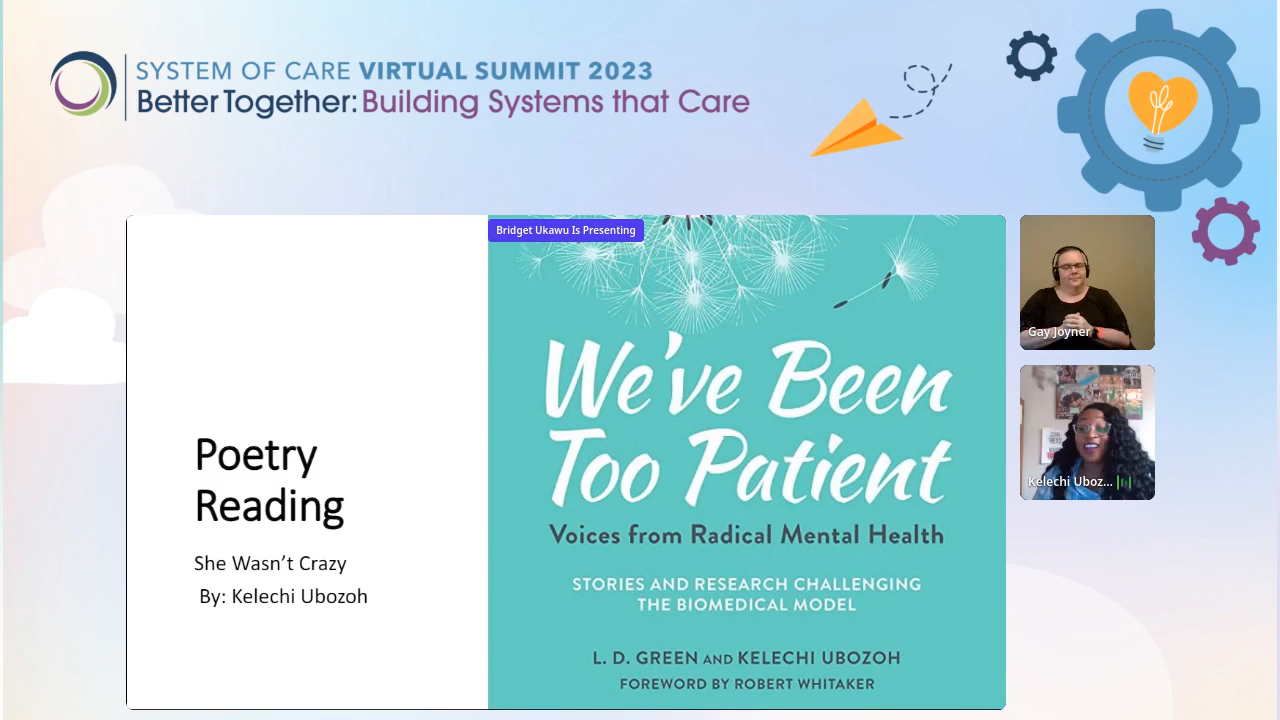 SYSTEM OF CARE VIRTUAL SUMMIT 2023
Better Together: Building Systems that Care
Bridget Ukawu Is Presenting
Poetry
Reading
She Wasn't Crazy
By: Kelechi Ubozoh
We've Been
Too Patient
Voices from Radical Mental Health
STORIES AND RESEARCH CHALLENGING
THE BIOMEDICAL MODEL
L. D. GREEN AND KELECHI UBOZOH
FOREWORD BY ROBERT WHITAKER
Gay Joyner
Kelechi Uboz...